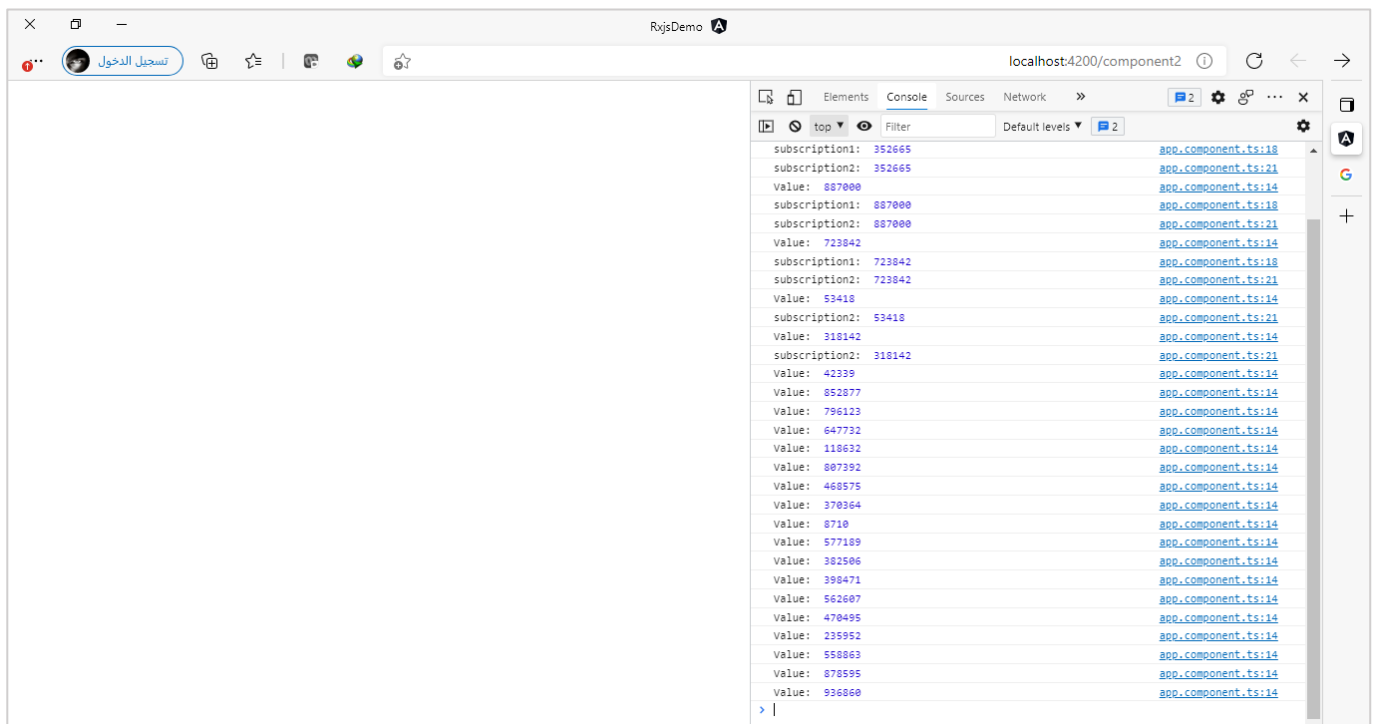 RxjsDemo
تسجيل الدخول
localhost:4200/component2
Elements Console Sources Network » 2
top Filter Default levels 2
subscription1: 352665 app.component.ts:18
subscription2: 352665 app.component.ts:21
Value: 887000 app.component.ts:14
subscription1: 887000 app.component.ts:18
subscription2: 887000 app.component.ts:21
Value: 723842 app.component.ts:14
subscription1: 723842 app.component.ts:18
subscription2: 723842 app.component.ts:21
Value: 53418 app.component.ts:14
subscription2: 53418 app.component.ts:21
Value: 318142 app.component.ts:14
subscription2: 318142 app.component.ts:21
Value: 42339 app.component.ts:14
Value: 852877 app.component.ts:14
Value: 796123 app.component.ts:14
Value: 647732 app.component.ts:14
Value: 118632 app.component.ts:14
Value: 807392 app.component.ts:14
Value: 468575 app.component.ts:14
Value: 370364 app.component.ts:14
Value: 8710 app.component.ts:14
Value: 577189 app.component.ts:14
Value: 382506 app.component.ts:14
Value: 398471 app.component.ts:14
Value: 562607 app.component.ts:14
Value: 470495 app.component.ts:14
Value: 235952 app.component.ts:14
Value: 558863 app.component.ts:14
Value: 878595 app.component.ts:14
Value: 936860 app.component.ts:14
>